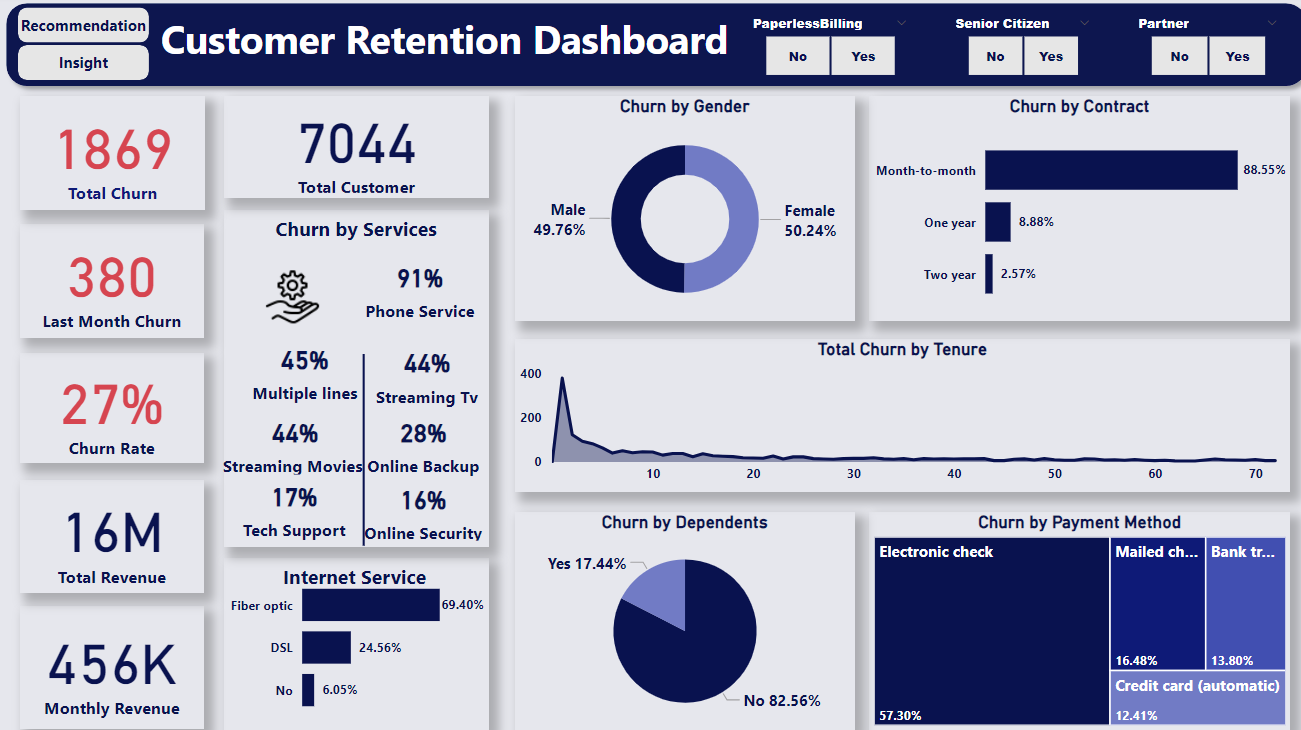 Recommendation
Insight
Customer Retention Dashboard
PaperlessBilling
No
Yes
Senior Citizen
No
Yes
Partner
No
Yes
1869
Total Churn
380
Last Month Churn
27%
Churn Rate
16M
Total Revenue
456K
Monthly Revenue
7044
Total Customer
Churn by Services
91%
Phone Service
45%
Multiple lines
44%
Streaming Tv
44%
Streaming Movies
28%
Online Backup
17%
Tech Support
16%
Online Security
Internet Service
Fiber optic
69.40%
DSL
24.56%
No
6.05%
Churn by Gender
Male
49.76%
Female
50.24%
Churn by Contract
Month-to-month
88.55%
One year
8.88%
Two year
2.57%
Total Churn by Tenure
400
200
0
10
20
30
40
50
60
70
Churn by Dependents
Yes 17.44%
No 82.56%
Churn by Payment Method
Electronic check
57.30%
Mailed ch...
16.48%
Bank tr...
13.80%
Credit card (automatic)
12.41%